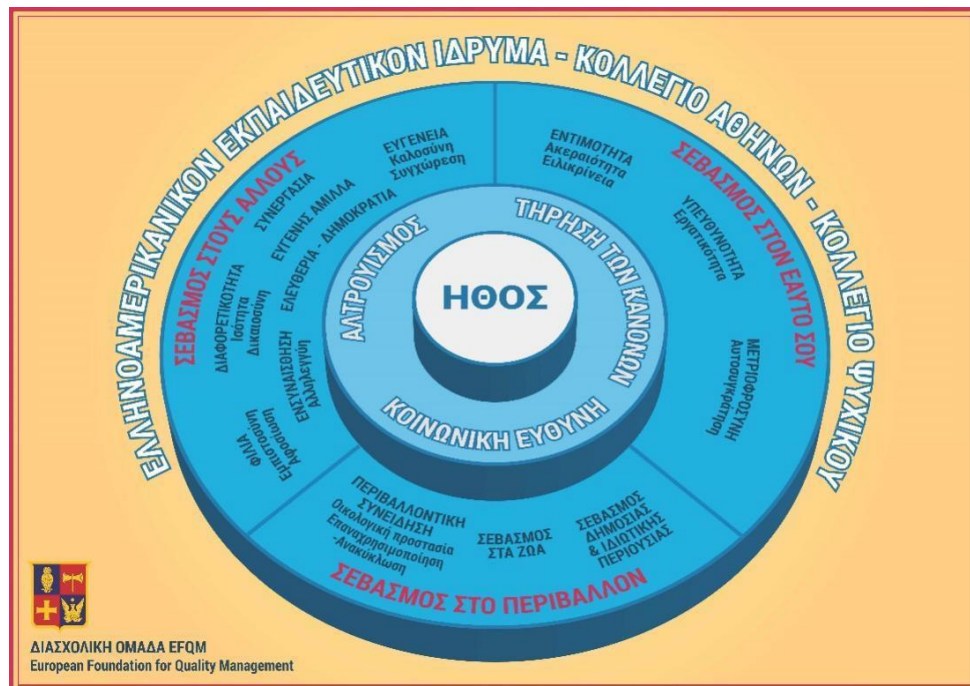 ΕΛΛΗΝΟΑΜΕΡΙΚΑΝΙΚΟΝ ΕΚΠΑΙΔΕΥΤΙΚΟΝ ΙΔΡΥΜΑ - ΚΟΛΛΕΓΙΟ ΑΘΗΝΩΝ - ΚΟΛΛΕΓΙΟ ΨΥΧΙΚΟΥ
ΣΕΒΑΣΜΟΣ ΣΤΟΥΣ ΑΛΛΟΥΣ
ΕΥΓΕΝΕΙΑ
Καλοσύνη
Συγχώρεση
ΣΥΝΕΡΓΑΣΙΑ
ΕΥΓΕΝΗΣ ΑΜΙΛΛΑ
ΕΛΕΥΘΕΡΙΑ - ΔΗΜΟΚΡΑΤΙΑ
ΔΙΑΦΟΡΕΤΙΚΟΤΗΤΑ
Ισότητα
Δικαιοσύνη
ΕΝΣΥΝΑΙΣΘΗΣΗ
Αλληλεγγύη
ΦΙΛΙΑ
Εμπιστοσύνη
Αφοσίωση
ΣΕΒΑΣΜΟΣ ΣΤΟΝ ΕΑΥΤΟ ΣΟΥ
ΕΝΤΙΜΟΤΗΤΑ
Ακεραιότητα
Ειλικρίνεια
ΥΠΕΥΘΥΝΟΤΗΤΑ
Εργατικότητα
ΜΕΤΡΙΟΦΡΟΣΥΝΗ
Αυτοσυγκράτηση
ΑΛΤΡΟΥΙΣΜΟΣ
ΤΗΡΗΣΗ ΤΩΝ ΚΑΝΟΝΩΝ
ΗΘΟΣ
ΚΟΙΝΩΝΙΚΗ ΕΥΘΥΝΗ
ΠΕΡΙΒΑΛΛΟΝΤΙΚΗ
ΣΥΝΕΙΔΗΣΗ
Οικολογική προστασία
Επαναχρησιμοποίηση
-Ανακύκλωση
ΣΕΒΑΣΜΟΣ
ΣΤΑ ΖΩΑ
ΣΕΒΑΣΜΟΣ
ΔΗΜΟΣΙΑΣ
& ΙΔΙΩΤΙΚΗΣ
ΠΕΡΙΟΥΣΙΑΣ
ΣΕΒΑΣΜΟΣ ΣΤΟ ΠΕΡΙΒΑΛΛΟΝ
ΔΙΑΣΧΟΛΙΚΗ ΟΜΑΔΑ EFQM
European Foundation for Quality Management